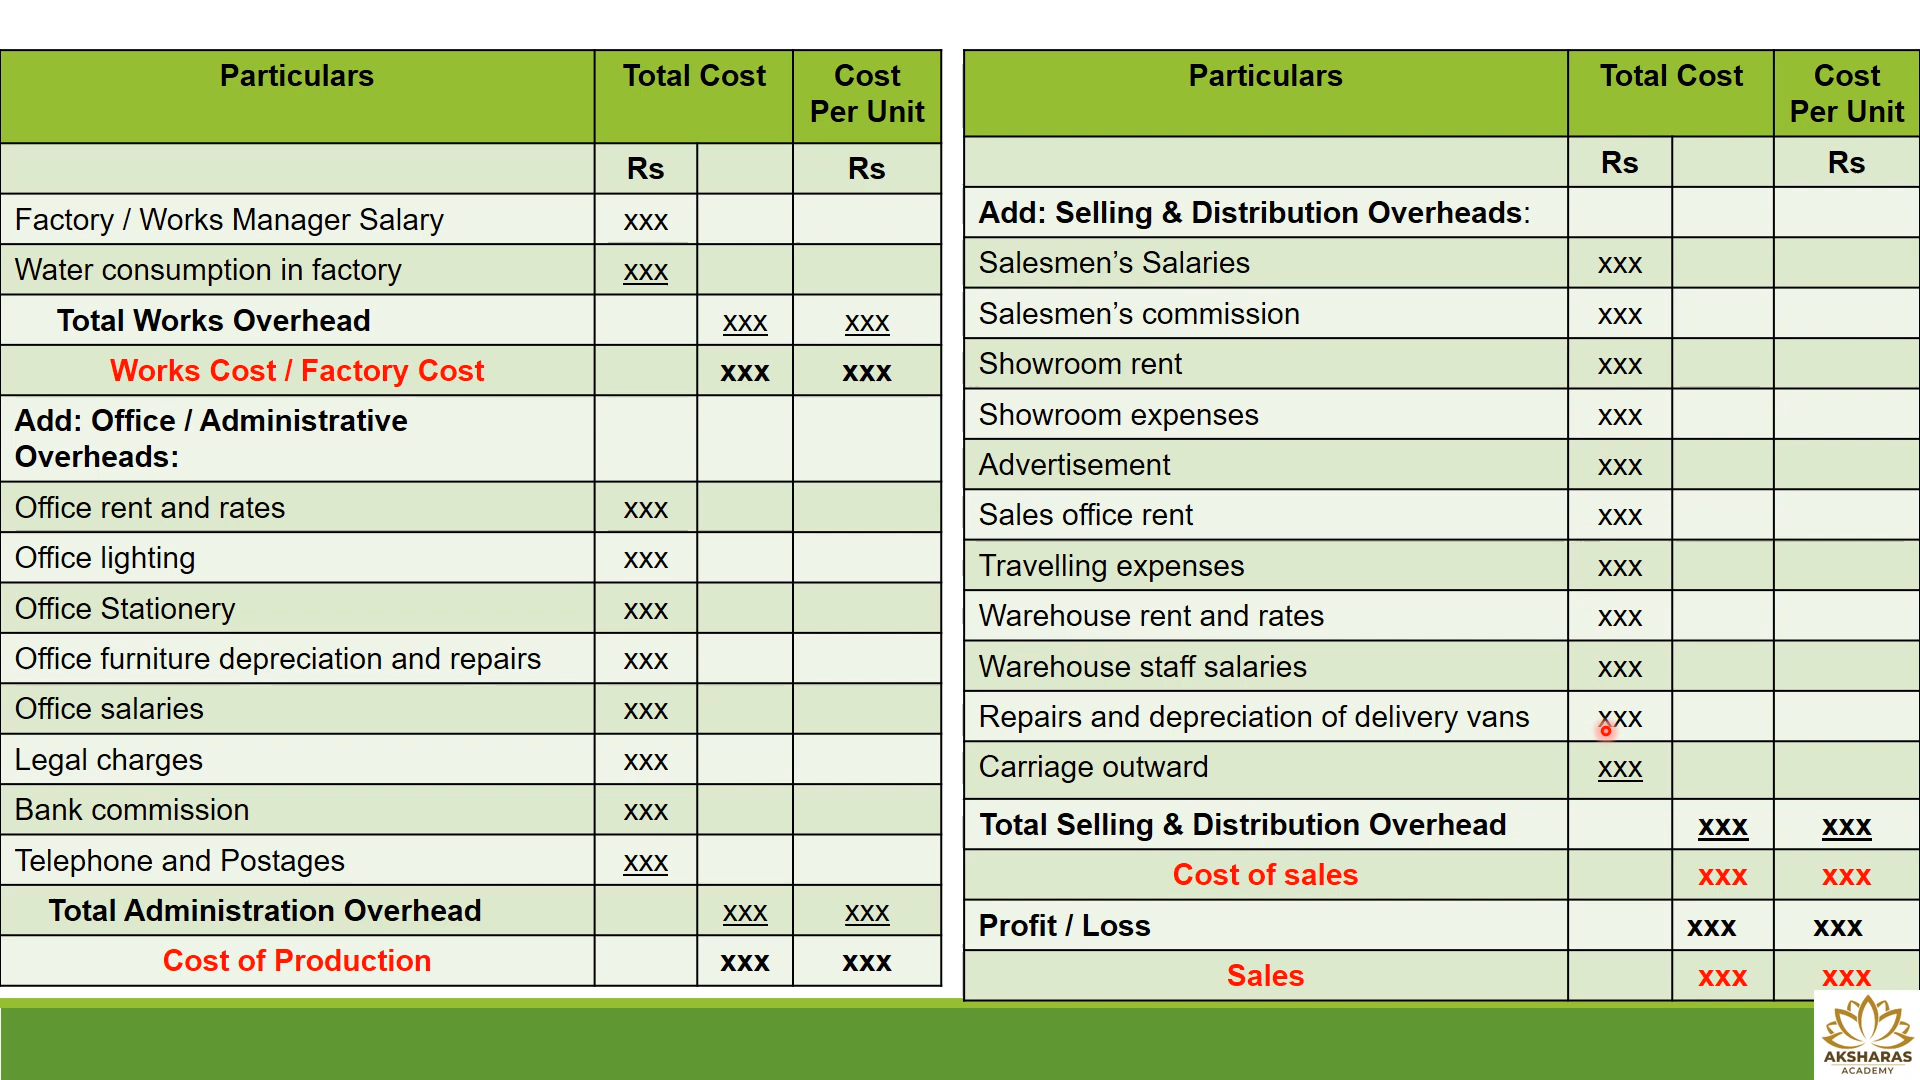 Particulars Total Cost Cost
Per Unit
Rs Rs
Factory / Works Manager Salary xxx
Water consumption in factory xxx
Total Works Overhead xxx xxx
Works Cost / Factory Cost xxx xxx
Add: Office / Administrative
Overheads:
Office rent and rates xxx
Office lighting xxx
Office Stationery xxx
Office furniture depreciation and repairs xxx
Office salaries xxx
Legal charges xxx
Bank commission xxx
Telephone and Postages xxx
Total Administration Overhead xxx xxx
Cost of Production xxx xxx
Particulars Total Cost Cost
Per Unit
Rs Rs
Add: Selling & Distribution Overheads:
Salesmen’s Salaries xxx
Salesmen’s commission xxx
Showroom rent xxx
Showroom expenses xxx
Advertisement xxx
Sales office rent xxx
Travelling expenses xxx
Warehouse rent and rates xxx
Warehouse staff salaries xxx
Repairs and depreciation of delivery vans xxx
Carriage outward xxx
Total Selling & Distribution Overhead xxx xxx
Cost of sales xxx xxx
Profit / Loss xxx xxx
Sales xxx xxx
AKSHARAS
ACADEMY